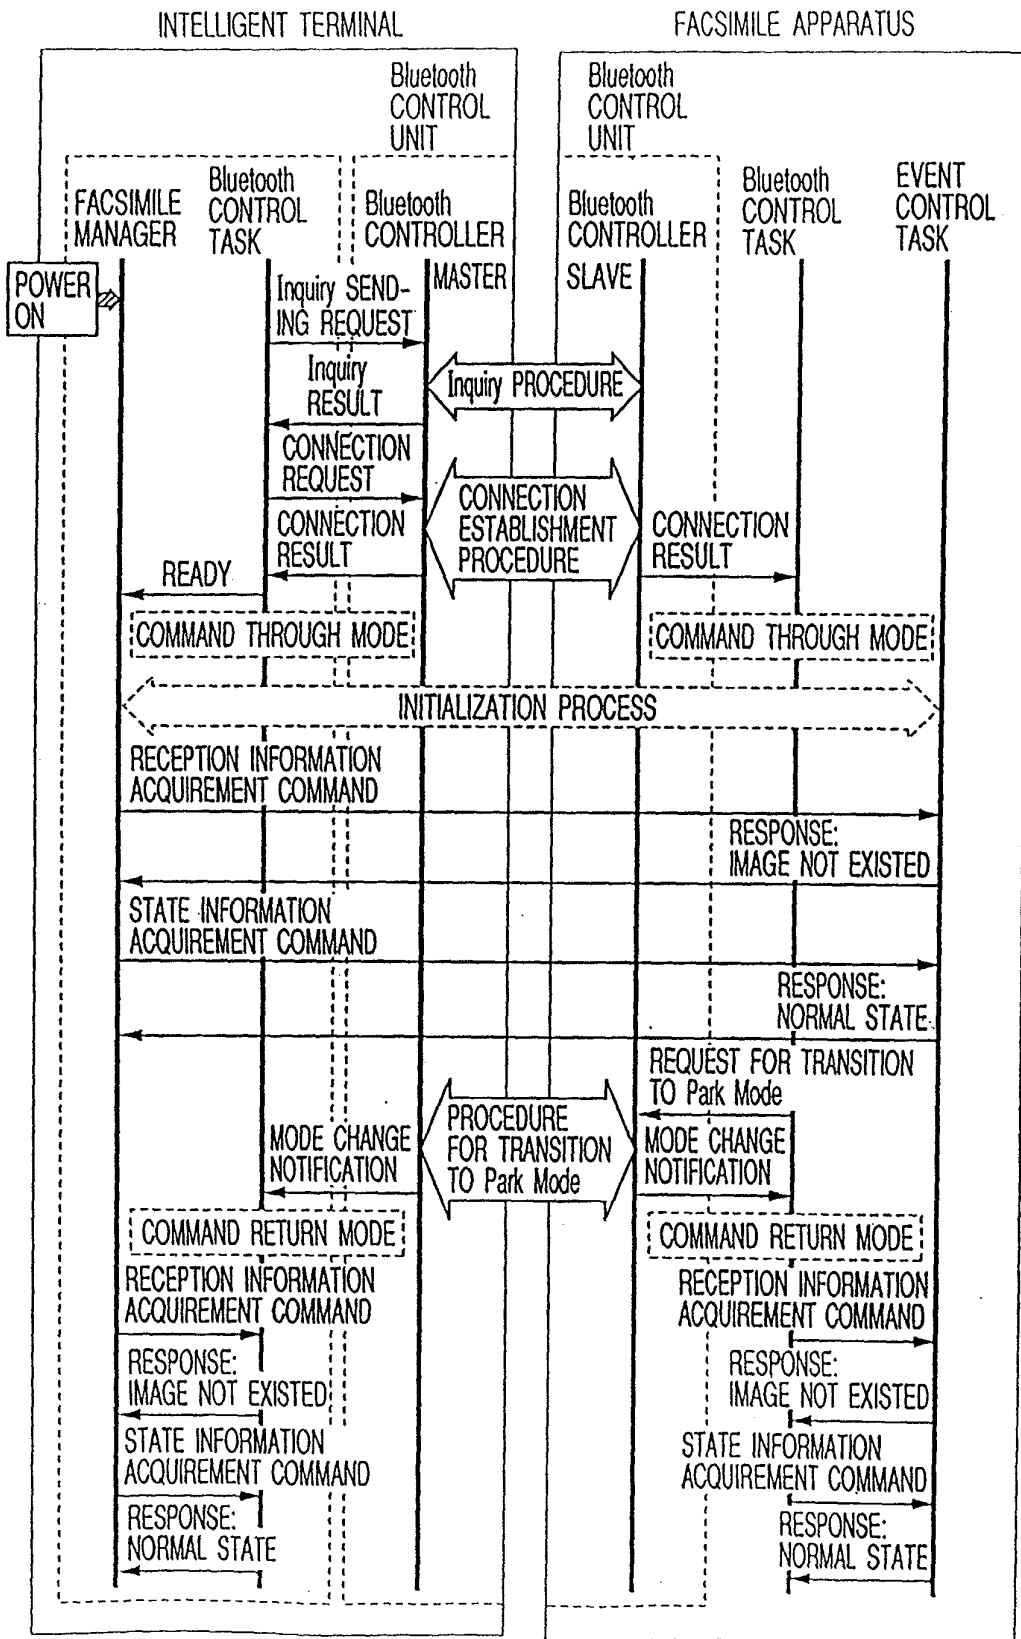 INTELLIGENT TERMINAL
FACSIMILE APPARATUS
Bluetooth
CONTROL
UNIT
Bluetooth
CONTROL
UNIT
FACSIMILE
MANAGER
Bluetooth
CONTROL
TASK
Bluetooth
CONTROLLER
Bluetooth
CONTROLLER
Bluetooth
CONTROL
TASK
EVENT
CONTROL
TASK
POWER
ON
MASTER
SLAVE
Inquiry SEND-
ING REQUEST
Inquiry PROCEDURE
Inquiry
RESULT
CONNECTION
REQUEST
CONNECTION
ESTABLISHMENT
PROCEDURE
CONNECTION
RESULT
CONNECTION
RESULT
READY
COMMAND THROUGH MODE
COMMAND THROUGH MODE
INITIALIZATION PROCESS
RECEPTION INFORMATION
ACQUIREMENT COMMAND
RESPONSE:
IMAGE NOT EXISTED
STATE INFORMATION
ACQUIREMENT COMMAND
RESPONSE:
NORMAL STATE
REQUEST FOR TRANSITION
TO Park Mode
PROCEDURE
FOR TRANSITION
TO Park Mode
MODE CHANGE
NOTIFICATION
MODE CHANGE
NOTIFICATION
COMMAND RETURN MODE
COMMAND RETURN MODE
RECEPTION INFORMATION
ACQUIREMENT COMMAND
RECEPTION INFORMATION
ACQUIREMENT COMMAND
RESPONSE:
IMAGE NOT EXISTED
RESPONSE:
IMAGE NOT EXISTED
STATE INFORMATION
ACQUIREMENT COMMAND
STATE INFORMATION
ACQUIREMENT COMMAND
RESPONSE:
NORMAL STATE
RESPONSE:
NORMAL STATE